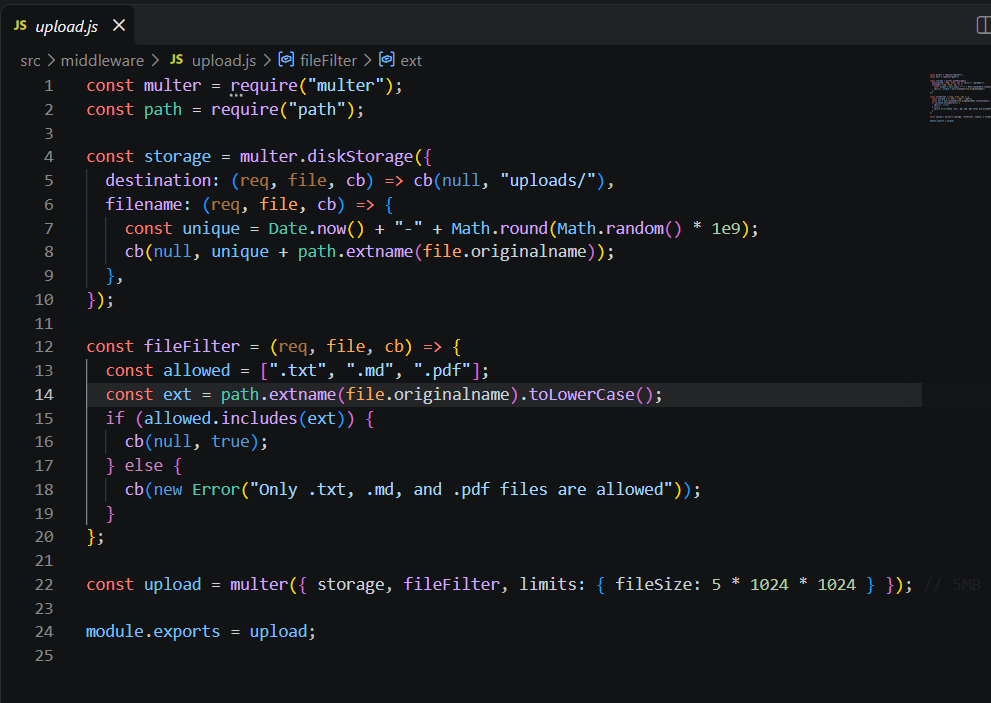 JS upload.js ×
src > middleware > JS upload.js > fileFilter > ext
1 const multer = require("multer");
2 const path = require("path");
3
4 const storage = multer.diskStorage({
5 destination: (req, file, cb) => cb(null, "uploads/"),
6 filename: (req, file, cb) => {
7 const unique = Date.now() + "-" + Math.round(Math.random() * 1e9);
8 cb(null, unique + path.extname(file.originalname));
9 },
10 });
11
12 const fileFilter = (req, file, cb) => {
13 const allowed = [".txt", ".md", ".pdf"];
14 const ext = path.extname(file.originalname).toLowerCase();
15 if (allowed.includes(ext)) {
16 cb(null, true);
17 } else {
18 cb(new Error("Only .txt, .md, and .pdf files are allowed"));
19 }
20 };
21
22 const upload = multer({ storage, fileFilter, limits: { fileSize: 5 * 1024 * 1024 } }); // 5MB
23
24 module.exports = upload;
25